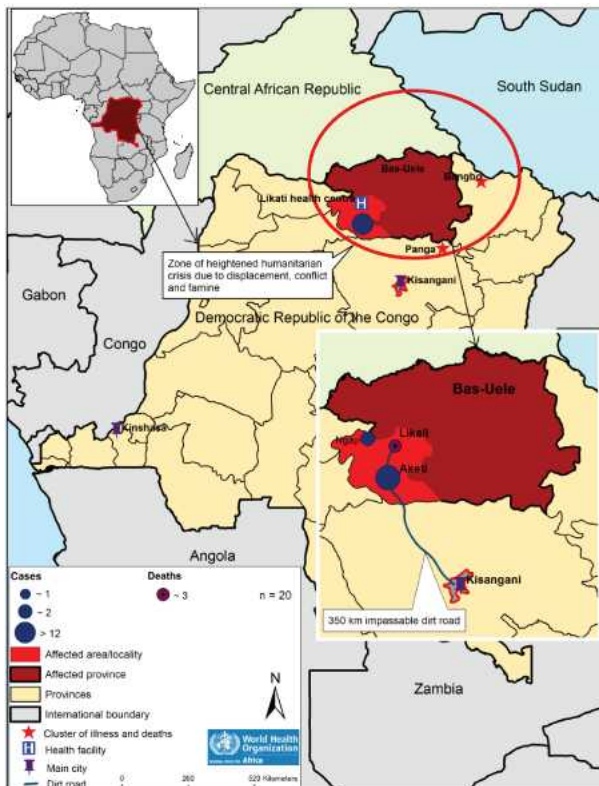 Central African Republic
South Sudan
Bas-Uele
Likati health centre
H
Panga
Zone of heightened humanitarian
crisis due to displacement, conflict
and famine
Kisangani
Gabon
Congo
Democratic Republic of the Congo
Kinshasa
Bas-Uele
Likati
Aketi
Kisangani
350 km impassable dirt road
Angola
Zambia
Cases
~ 1
~ 2
> 12
Deaths
~ 3
n = 20
Affected area/locality
Affected province
Provinces
International boundary
Cluster of illness and deaths
H
Health facility
Main city
Dirt road
N
World Health
Organization
Africa
0
260
520 Kilometers